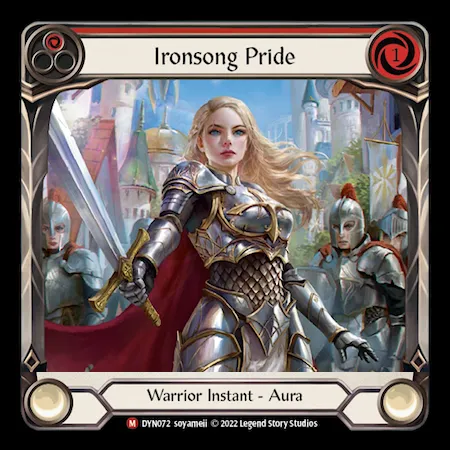 Ironsong Pride
1
Warrior Instant - Aura
M DYN072 soyameii © 2022 Legend Story Studios